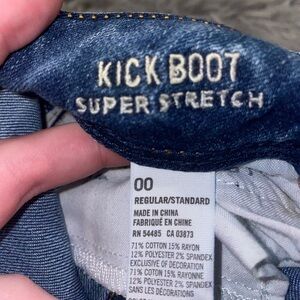 KICK BOOT
SUPER STRETCH
00
REGULAR/STANDARD
MADE IN CHINA
FABRIQUÉ EN CHINE
RN 54485 CA 03873
71% COTTON 15% RAYON
12% POLYESTER 2% SPANDEX
EXCLUSIVE OF DECORATION
71% COTON 15% RAYONNE
12% POLYESTER 2% SPANDEX
SANS LES DÉCORATIONS